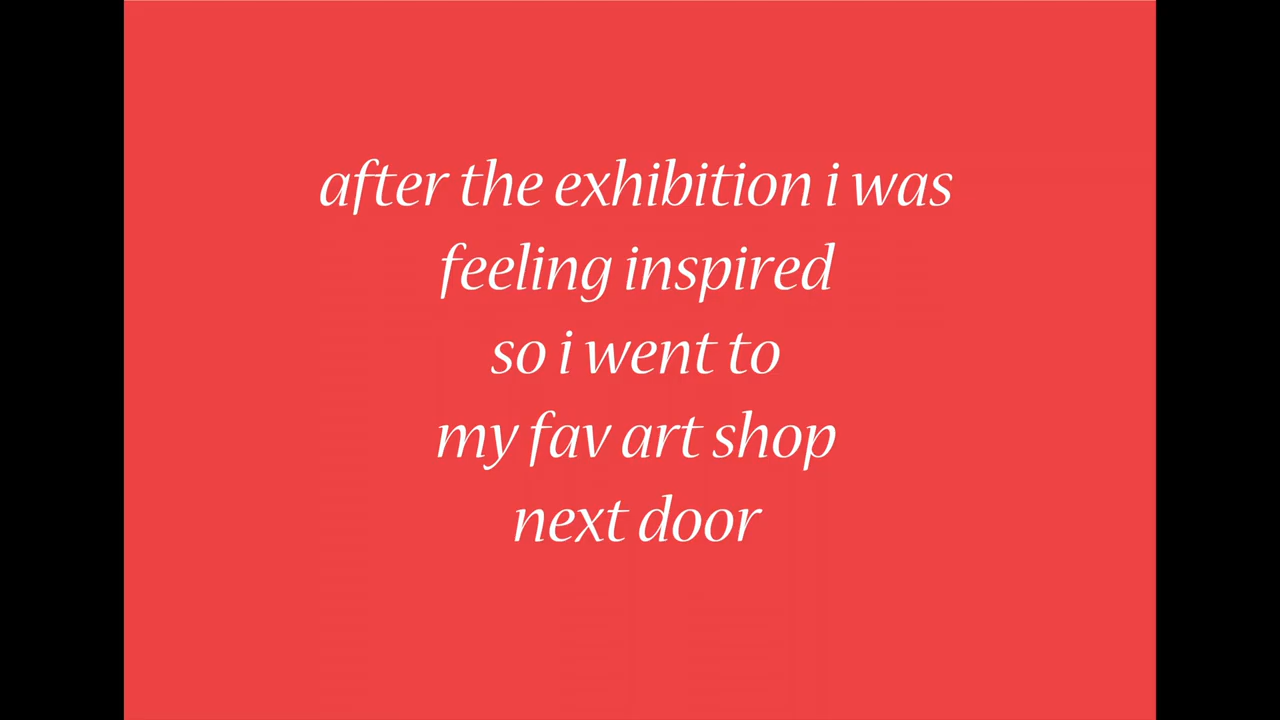 after the exhibition i was
feeling inspired
so i went to
my fav art shop
next door